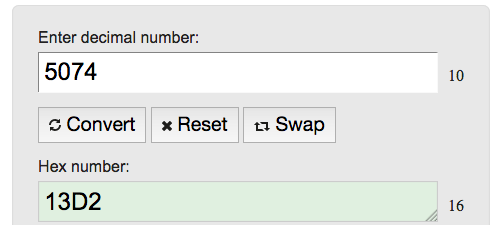 Enter decimal number:
5074 10
Convert Reset Swap
Hex number:
13D2 16